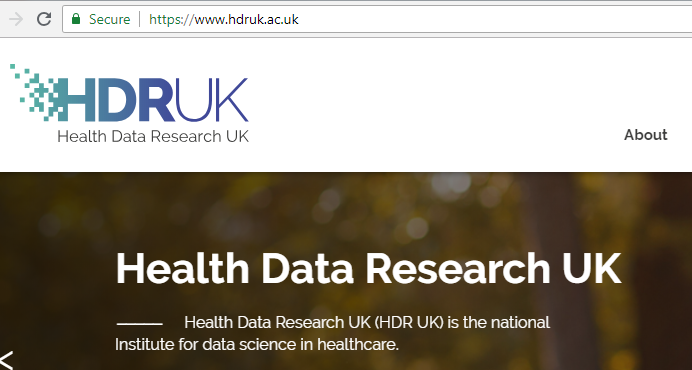 Secure https://www.hdruk.ac.uk
HDRUK
Health Data Research UK
About
Health Data Research UK
Health Data Research UK (HDR UK) is the national
Institute for data science in healthcare.